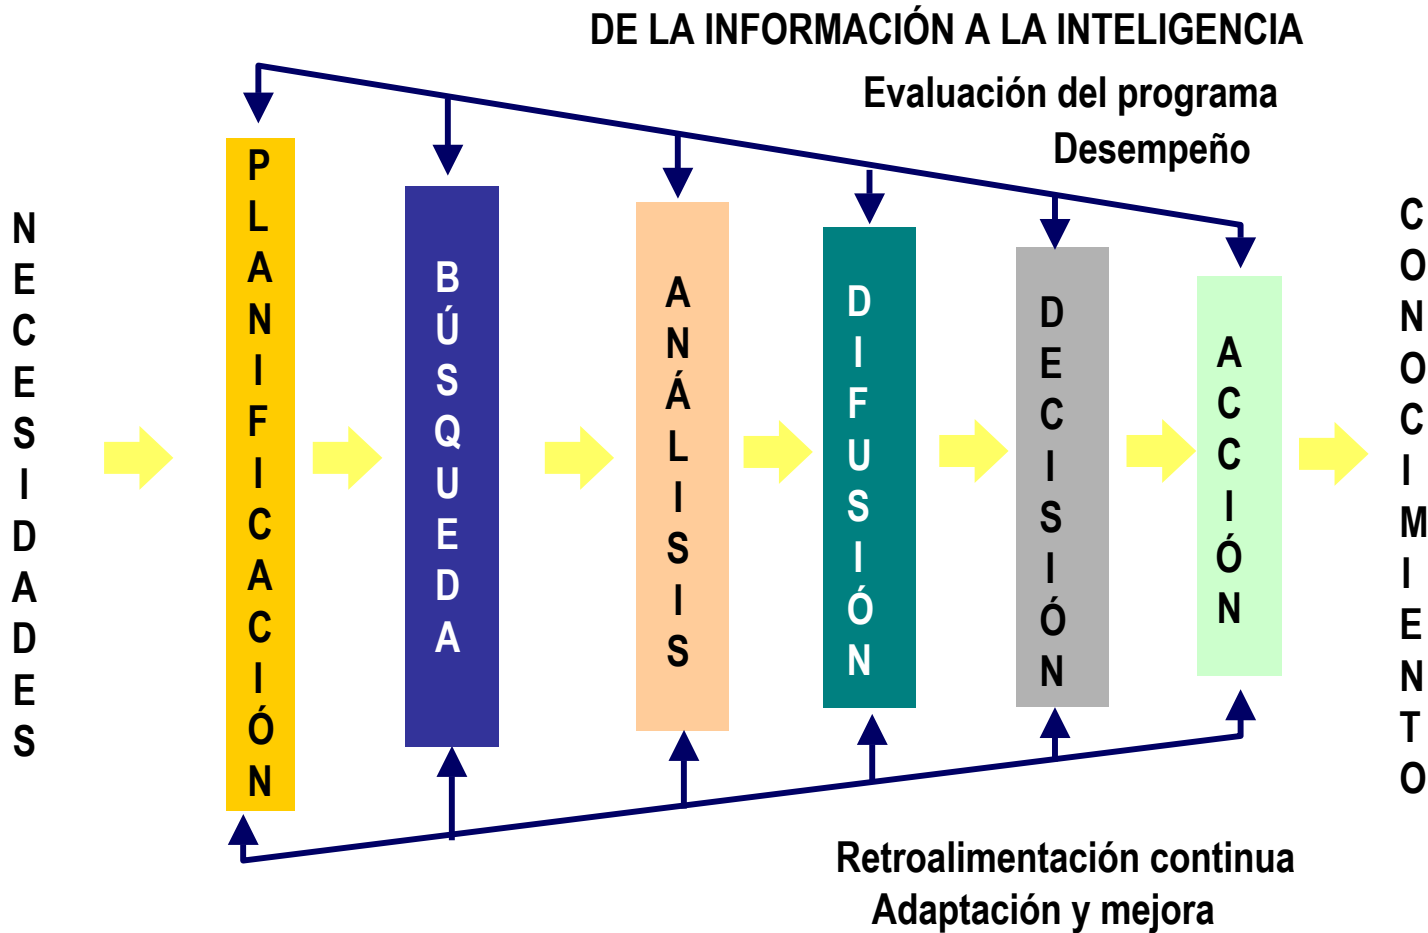 DE LA INFORMACIÓN A LA INTELIGENCIA
Evaluación del programa
Desempeño
NECESIDADES
PLANIFICACIÓN
BÚSQUEDA
ANÁLISIS
DIFUSIÓN
DECISIÓN
ACCIÓN
CONOCIMIENTO
Retroalimentación continua
Adaptación y mejora